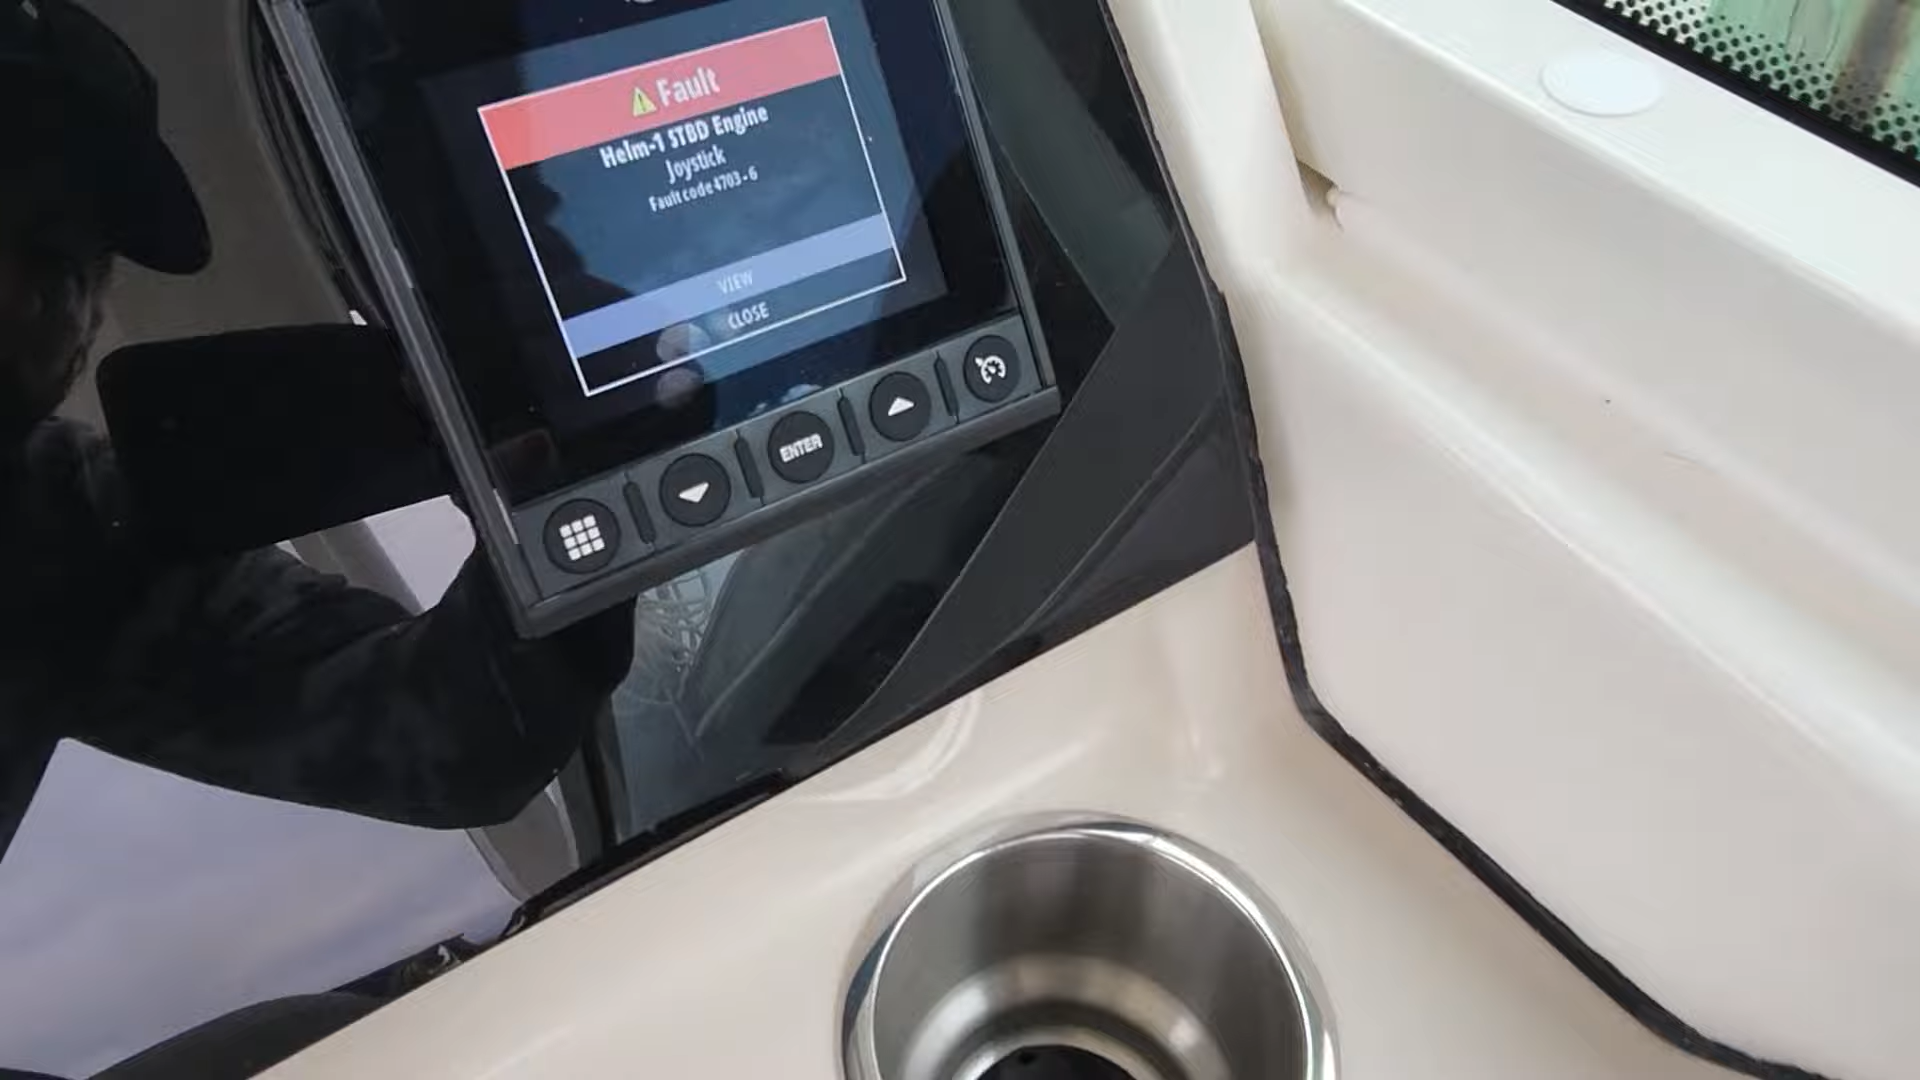 Fault
Helm-1 STBD Engine
Joystick
Fault code 4703 - 6
VIEW
CLOSE
ENTER